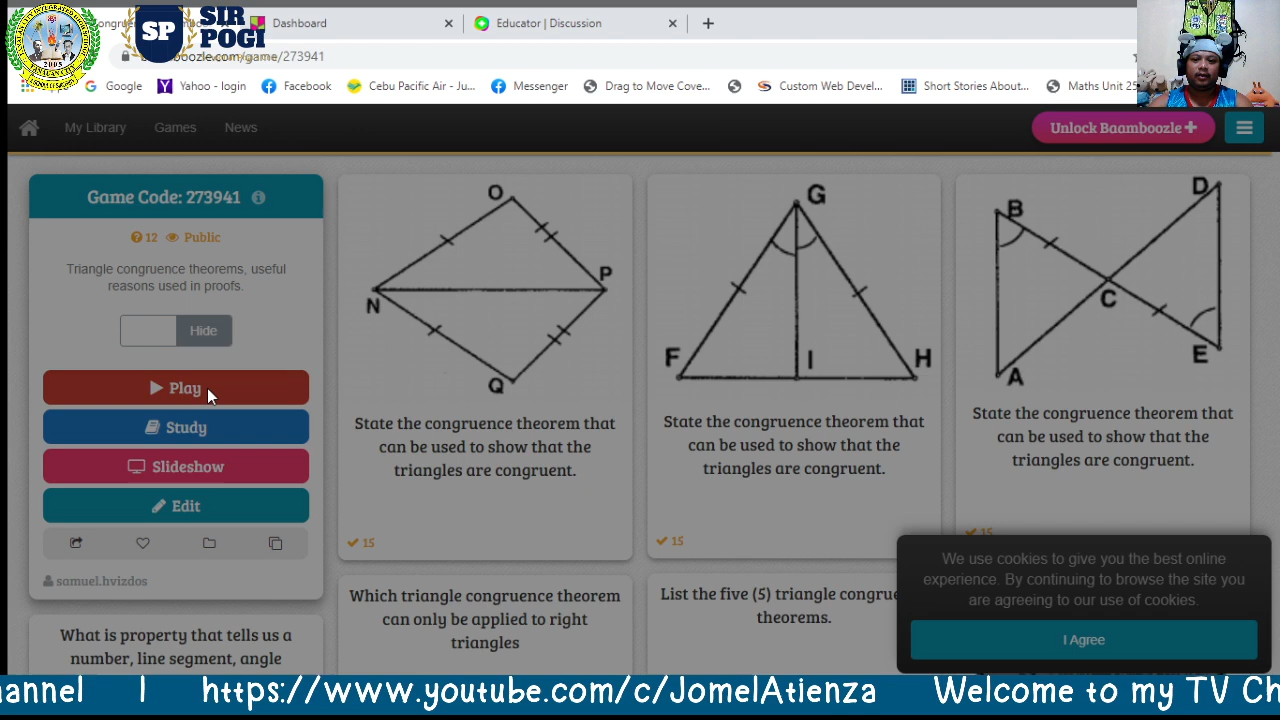 SIR
POGI
SP
2005
Dashboard
Educator | Discussion
boozle.com/game/273941
Google
Yahoo - login
Facebook
Cebu Pacific Air - Ju...
Messenger
Drag to Move Cove...
Custom Web Devel...
Short Stories About...
Maths Unit 25
My Library
Games
News
Unlock Baamboozle +
Game Code: 273941
12 Public
Triangle congruence theorems, useful
reasons used in proofs.
Hide
Play
Study
Slideshow
Edit
samuel.hvizdos
What is property that tells us a
number, line segment, angle
O
N
P
Q
State the congruence theorem that
can be used to show that the
triangles are congruent.
15
Which triangle congruence theorem
can only be applied to right
triangles
G
F
I
H
State the congruence theorem that
can be used to show that the
triangles are congruent.
15
List the five (5) triangle congrue
theorems.
D
B
C
E
A
State the congruence theorem that
can be used to show that the
triangles are congruent.
15
We use cookies to give you the best online
experience. By continuing to browse the site you
are agreeing to our use of cookies.
I Agree
annel | https://www.youtube.com/c/JomelAtienza Welcome to my TV Ch